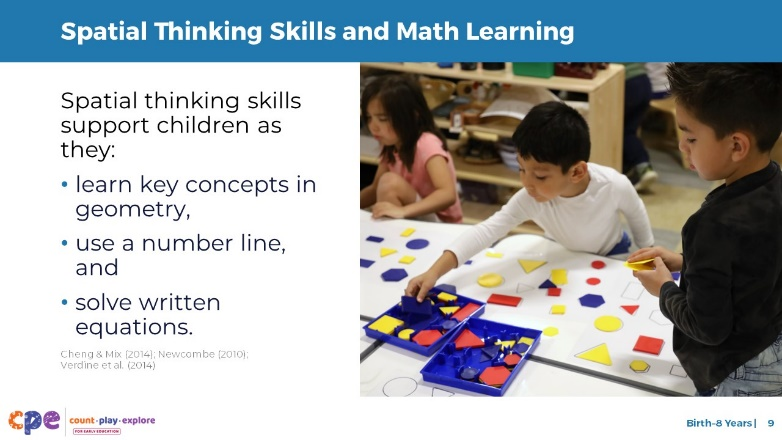 Spatial Thinking Skills and Math Learning
Spatial thinking skills
support children as
they:
• learn key concepts in
geometry,
• use a number line,
and
• solve written
equations.
Cheng & Mix (2014); Newcombe (2010);
Verdine et al. (2014)
cpe
count·play·explore
FOR EARLY EDUCATION
Birth–8 Years| 9